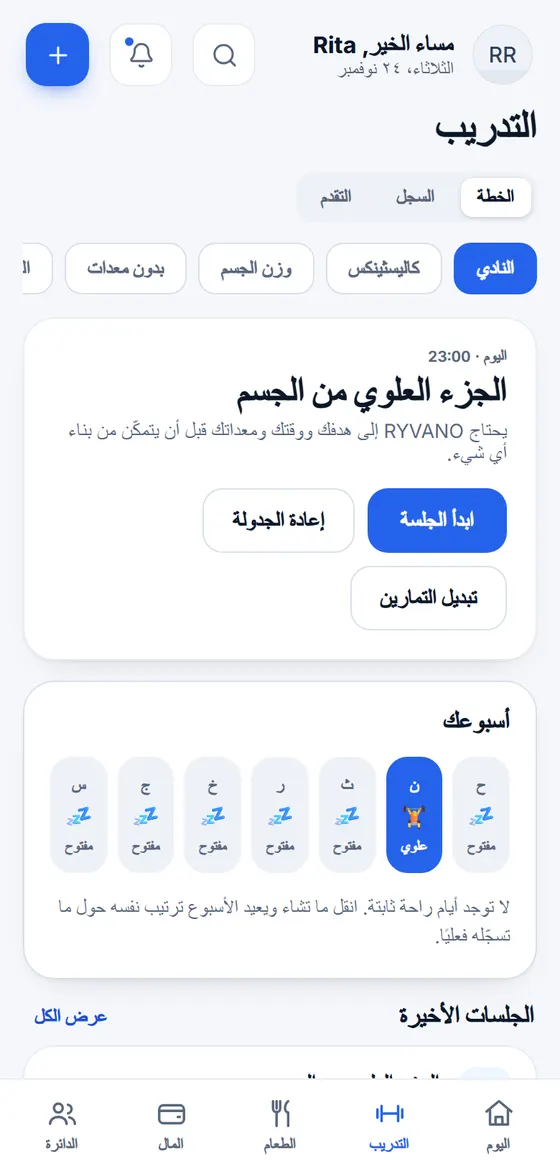 RR
مساء الخير, Rita
الثلاثاء، ٢٤ نوفمبر
التدريب
الخطة
السجل
التقدم
النادي
كاليسثينكس
وزن الجسم
بدون معدات
اليوم · 23:00
الجزء العلوي من الجسم
يحتاج RYVANO إلى هدفك ووقتك ومعداتك قبل أن يتمكّن من بناء
أي شيء.
ابدأ الجلسة
إعادة الجدولة
تبديل التمارين
أسبوعك
ح
ن
ث
ر
خ
ج
س
مفتوح
علوي
مفتوح
مفتوح
مفتوح
مفتوح
مفتوح
لا توجد أيام راحة ثابتة. انقل ما تشاء ويعيد الأسبوع ترتيب نفسه حول ما
تسجّله فعليًا.
الجلسات الأخيرة
عرض الكل
اليوم
التدريب
الطعام
المال
الدائرة